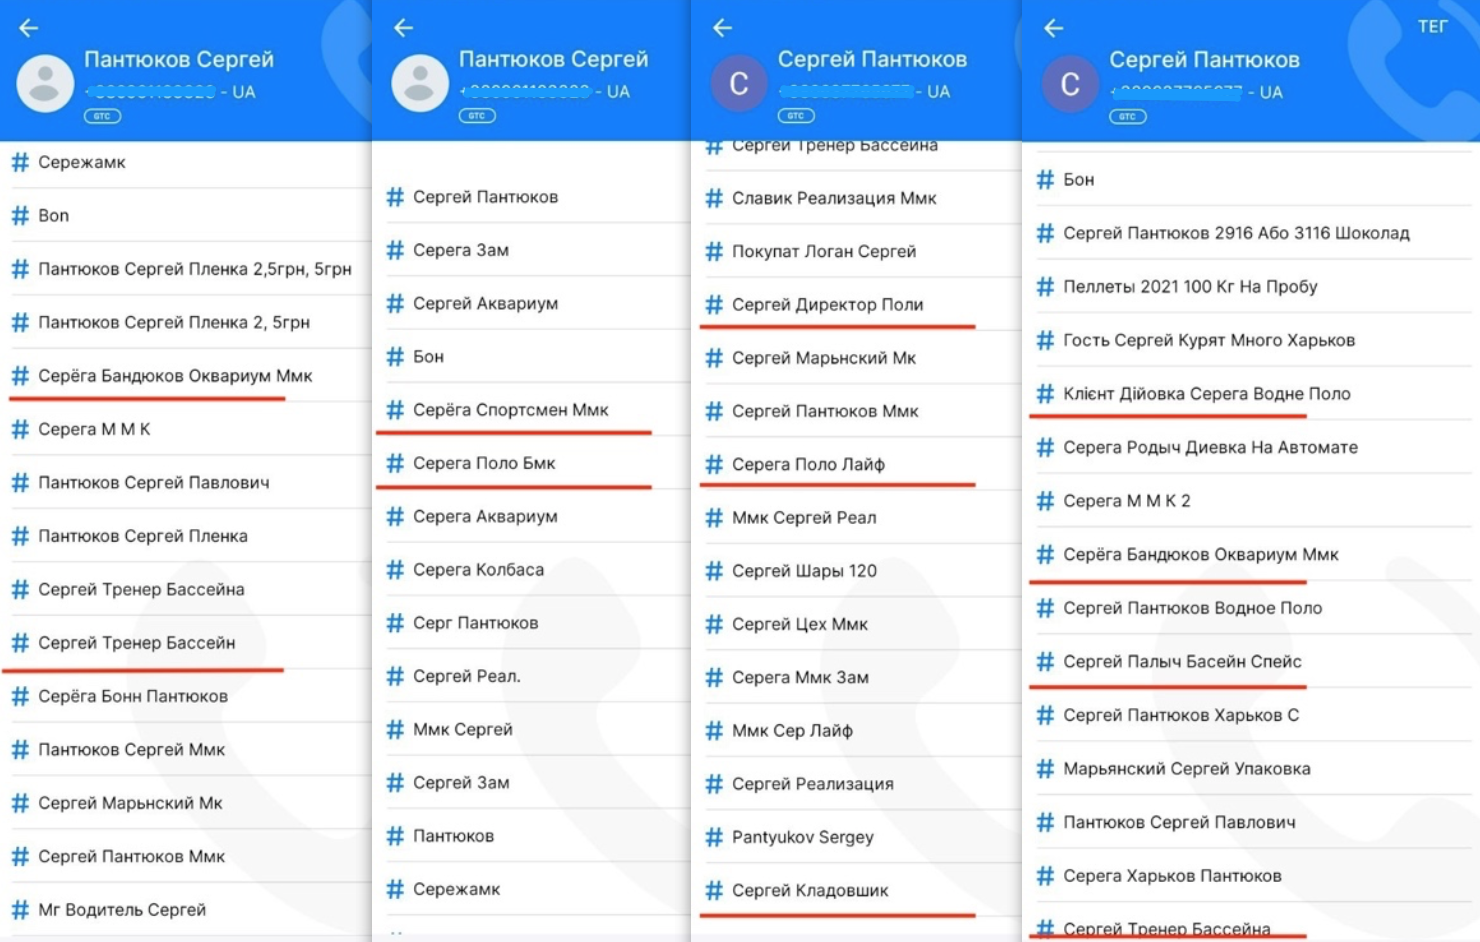 Пантюков Сергей
- UA
GTC
# Сережамк
# Bon
# Пантюков Сергей Пленка 2,5грн, 5грн
# Пантюков Сергей Пленка 2, 5грн
# Серёга Бандюков Оквариум Ммк
# Серега М М К
# Пантюков Сергей Павлович
# Пантюков Сергей Пленка
# Сергей Тренер Бассейна
# Сергей Тренер Бассейн
# Серёга Бонн Пантюков
# Пантюков Сергей Ммк
# Сергей Марьнский Мк
# Сергей Пантюков Ммк
# Мг Водитель Сергей
Пантюков Сергей
- UA
GTC
# Сергей Пантюков
# Серега Зам
# Сергей Аквариум
# Бон
# Серёга Спортсмен Ммк
# Серега Поло Бмк
# Серега Аквариум
# Серега Колбаса
# Серг Пантюков
# Сергей Реал.
# Ммк Сергей
# Сергей Зам
# Пантюков
# Сережамк
Сергей Пантюков
С
- UA
GTC
# Сергей Тренер Бассейна
# Славик Реализация Ммк
# Покупат Логан Сергей
# Сергей Директор Поли
# Сергей Марьнский Мк
# Сергей Пантюков Ммк
# Серега Поло Лайф
# Ммк Сергей Реал
# Сергей Шары 120
# Сергей Цех Ммк
# Серега Ммк Зам
# Ммк Сер Лайф
# Сергей Реализация
# Pantyukov Sergey
# Сергей Кладовшик
ТЕГ
Сергей Пантюков
С
- UA
GTC
# Бон
# Сергей Пантюков 2916 Або 3116 Шоколад
# Пеллеты 2021 100 Кг На Пробу
# Гость Сергей Курят Много Харьков
# Клієнт Дійовка Серега Водне Поло
# Серега Родыч Диевка На Автомате
# Серега М М К 2
# Серёга Бандюков Оквариум Ммк
# Сергей Пантюков Водное Поло
# Сергей Палыч Басейн Спейс
# Сергей Пантюков Харьков С
# Марьянский Сергей Упаковка
# Пантюков Сергей Павлович
# Серега Харьков Пантюков
# Сергей Тренер Бассейна